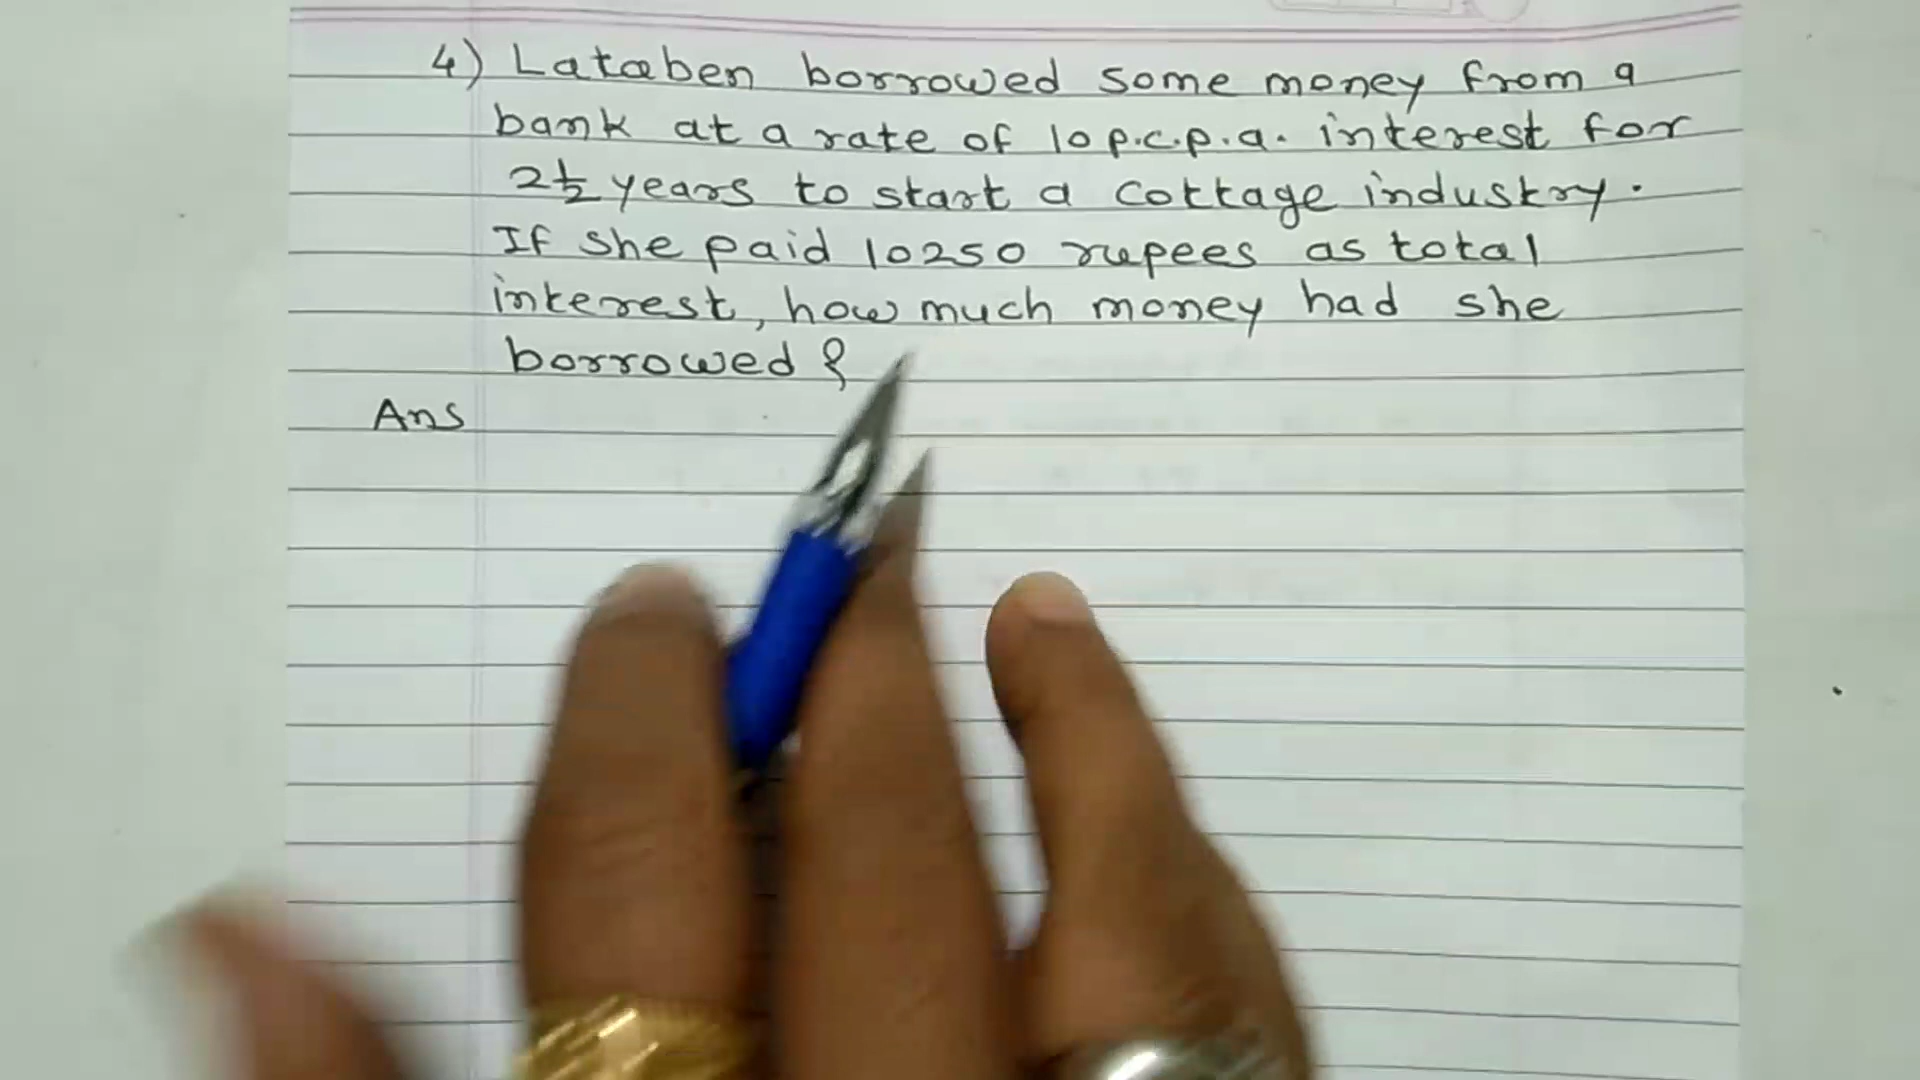 4) Lataben borrowed some money from a
bank at a rate of 10 p.c.p.a. interest for
2½ years to start a cottage industry.
If she paid 10250 rupees as total
interest, how much money had she
borrowed ?
Ans